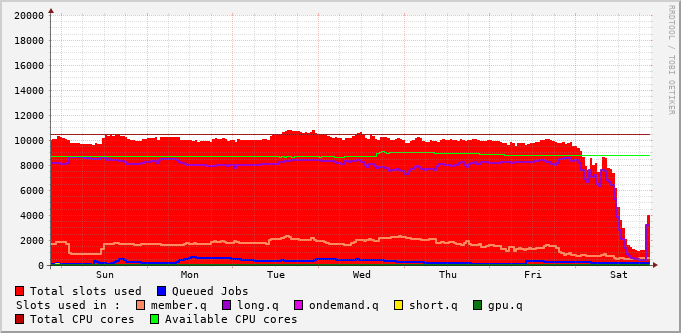 20000
18000
16000
14000
12000
10000
8000
6000
4000
2000
0
Sun Mon Tue Wed Thu Fri Sat
RRDTOOL / TOBI OETIKER
Total slots used Queued Jobs
Slots used in : member.q long.q ondemand.q short.q gpu.q
Total CPU cores Available CPU cores